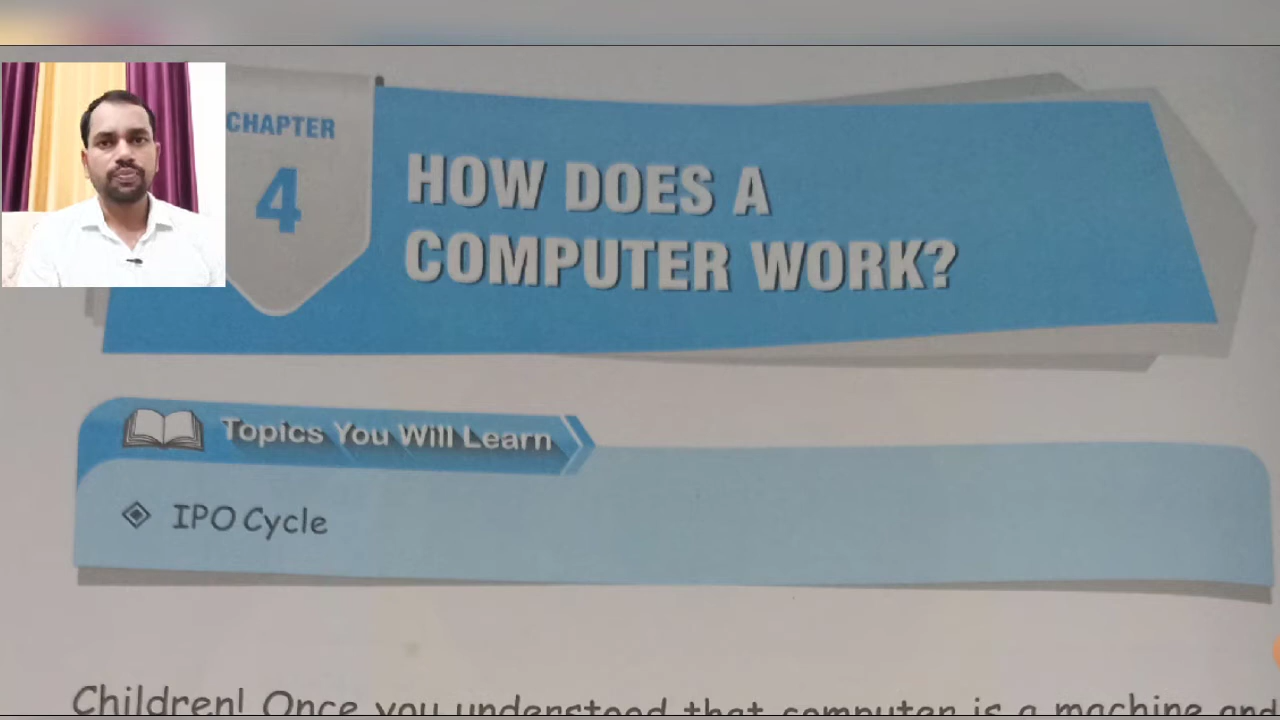 CHAPTER
4
HOW DOES A
COMPUTER WORK?
Topics You Will Learn
IPO Cycle
Children! Once you understood that computer is a machine and